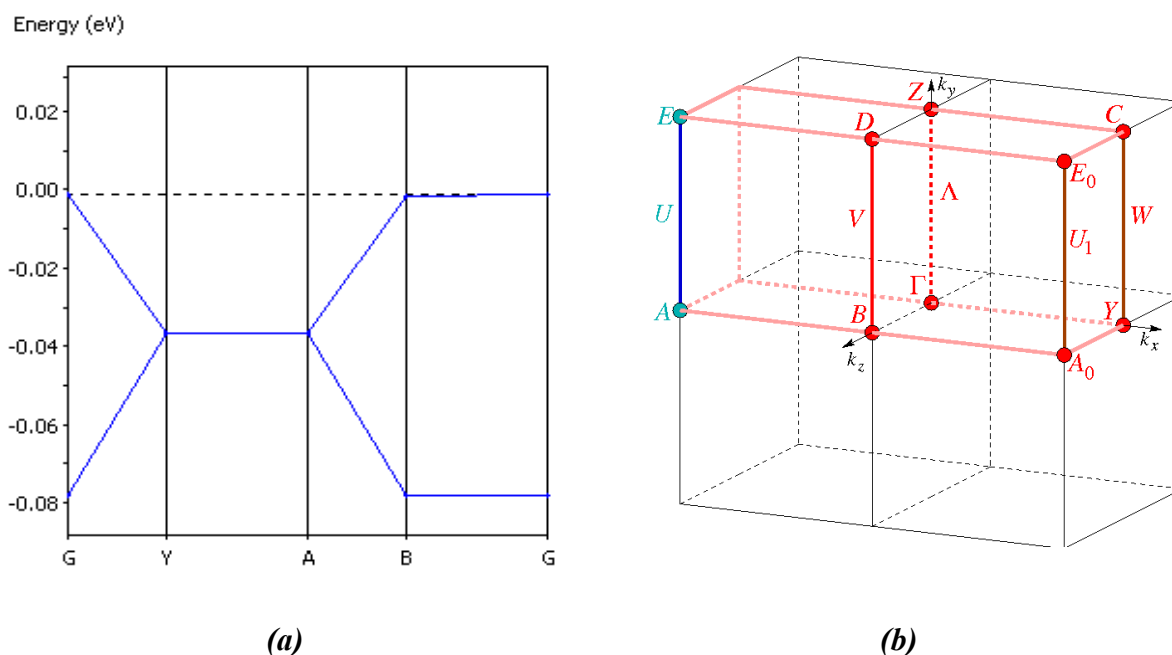 Energy (eV)
0.02
0.00
-0.02
-0.04
-0.06
-0.08
G Y A B G
(a)
Z k_y
C
E
D
E_0
Λ
U V W
U_1
Γ
A B Y
k_x
k_z
A_0
(b)